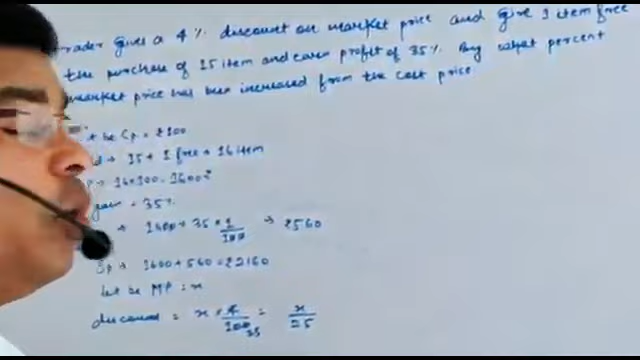 rader gives a 4% discount on market price and give 1 item free
the purchase of 15 item and earn profit of 35%. By what percent
market price has been increased from the cost price
t be Cp = ₹100
d → 15 + 1 free = 16 item
P → 16×100 = 1600₹
gain = 35%
→ 1600 × 35 × 1/100 → ₹560
Sp → 1600 + 560 = ₹2160
Let be MP = x
discount = x × 4/100 25 = x/25